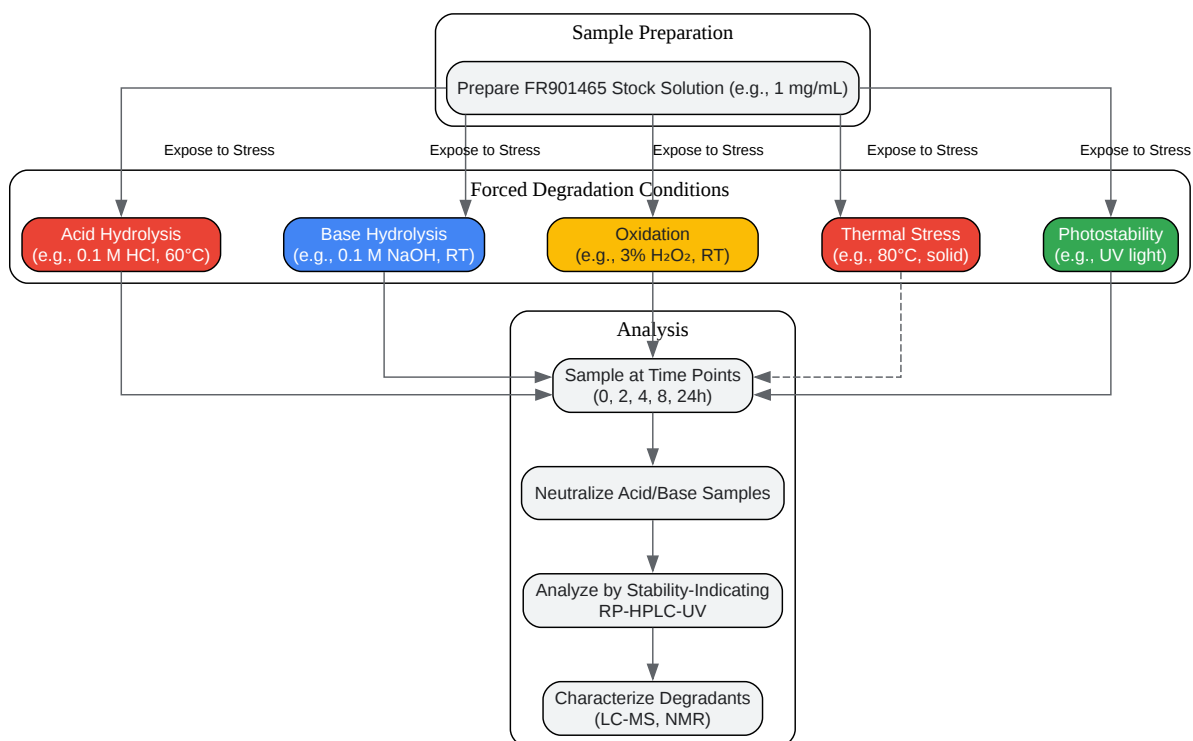 Sample Preparation
Prepare FR901465 Stock Solution (e.g., 1 mg/mL)
Expose to Stress
Expose to Stress
Expose to Stress
Expose to Stress
Expose to Stress
Forced Degradation Conditions
Acid Hydrolysis
(e.g., 0.1 M HCl, 60°C)
Base Hydrolysis
(e.g., 0.1 M NaOH, RT)
Oxidation
(e.g., 3% H₂O₂, RT)
Thermal Stress
(e.g., 80°C, solid)
Photostability
(e.g., UV light)
Analysis
Sample at Time Points
(0, 2, 4, 8, 24h)
Neutralize Acid/Base Samples
Analyze by Stability-Indicating
RP-HPLC-UV
Characterize Degradants
(LC-MS, NMR)